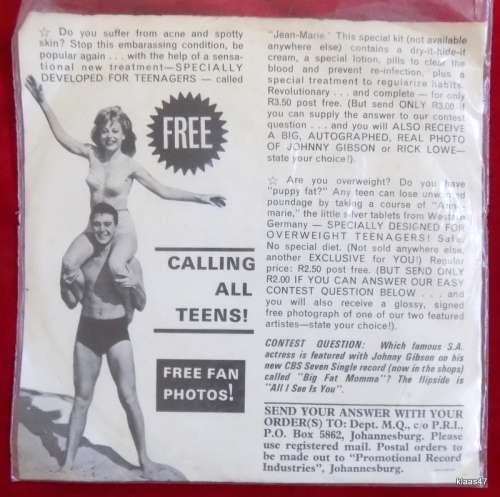 ☆ Do you suffer from acne and spotty
skin? Stop this embarassing condition, be
popular again . . . with the help of a sensa-
tional new treatment—SPECIALLY
DEVELOPED FOR TEENAGERS — called
"Jean-Marie." This special kit (not available
anywhere else) contains a dry-it-hide-it
cream, a special lotion, pills to clear the
blood and prevent re-infection, plus a
special treatment to regularize habits.
Revolutionary . . . and complete — for only
R3.50 post free. (But send ONLY R3.00 if
you can supply the answer to our contest
question . . . and you will ALSO RECEIVE
A BIG, AUTOGRAPHED, REAL PHOTO
OF JOHNNY GIBSON or RICK LOWE—
state your choice!).
☆ Are you overweight? Do you have
"puppy fat?" Any teen can lose unwanted
poundage by taking a course of "Ann-
marie," the little silver tablets from Western
Germany — SPECIALLY DESIGNED FOR
OVERWEIGHT TEENAGERS! Safe!
No special diet. (Not sold anywhere else,
another EXCLUSIVE for YOU!) Regular
price: R2.50 post free. (BUT SEND ONLY
R2.00 IF YOU CAN ANSWER OUR EASY
CONTEST QUESTION BELOW . . . and
you will also receive a glossy, signed
free photograph of one of our two featured
artistes—state your choice!).
FREE
CALLING
ALL
TEENS!
FREE FAN
PHOTOS!
CONTEST QUESTION: Which famous S.A.
actress is featured with Johnny Gibson on his
new CBS Seven Single record (now in the shops)
called "Big Fat Momma"? The flipside is
"All I See Is You".
SEND YOUR ANSWER WITH YOUR
ORDER(S) TO: Dept. M.Q., c/o P.R.I.,
P.O. Box 5862, Johannesburg. Please
use registered mail. Postal orders to
be made out to "Promotional Record
Industries", Johannesburg.
klaas47